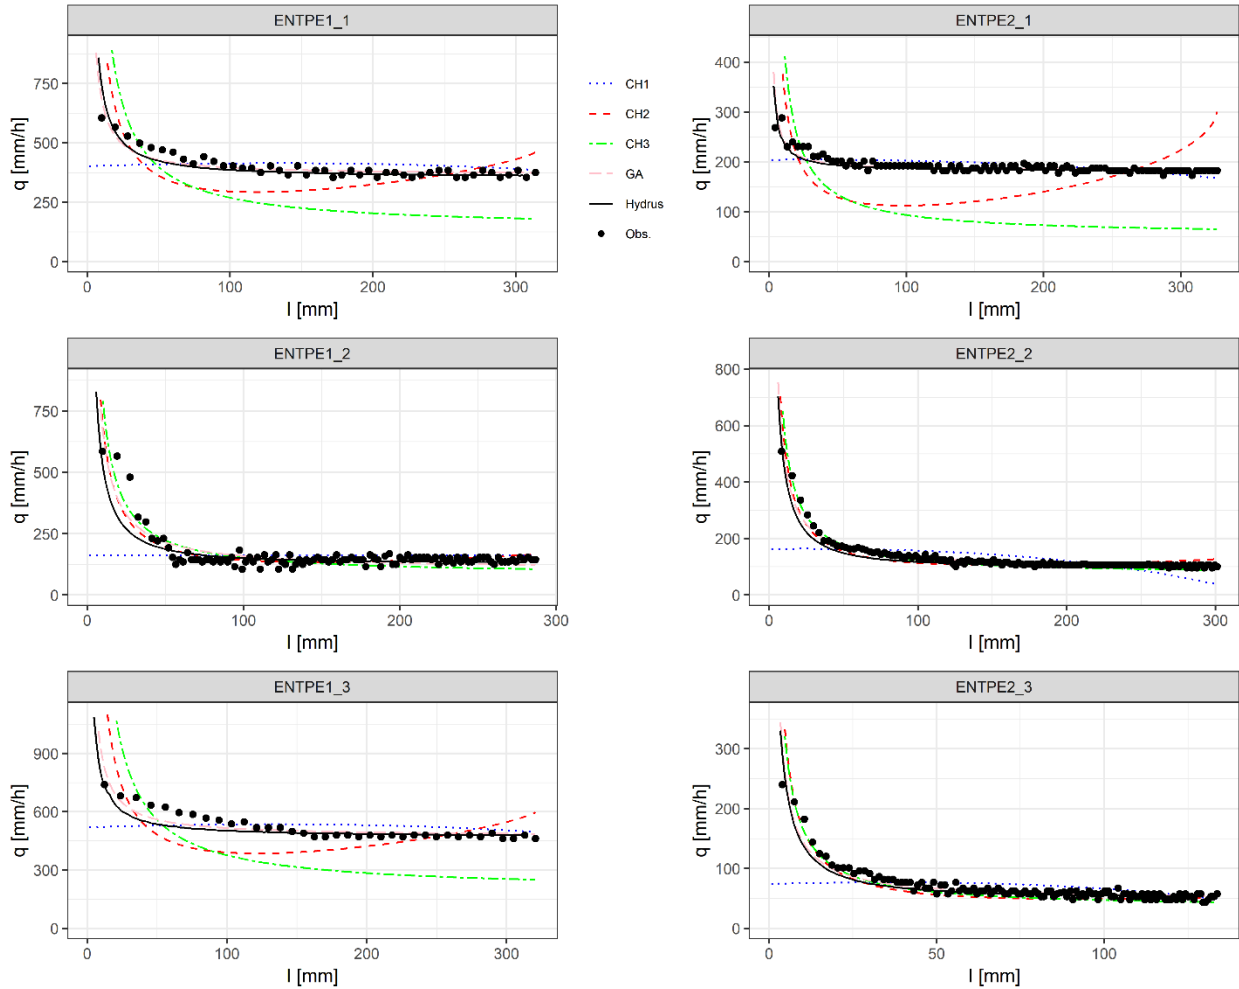 ENTPE1_1
q [mm/h]
750
500
250
0
0
100
200
300
I [mm]
CH1
CH2
CH3
GA
Hydrus
Obs.
ENTPE2_1
q [mm/h]
400
300
200
100
0
0
100
200
300
I [mm]
ENTPE1_2
q [mm/h]
750
500
250
0
0
100
200
300
I [mm]
ENTPE2_2
q [mm/h]
800
600
400
200
0
0
100
200
300
I [mm]
ENTPE1_3
q [mm/h]
900
600
300
0
0
100
200
300
I [mm]
ENTPE2_3
q [mm/h]
300
200
100
0
0
50
100
I [mm]